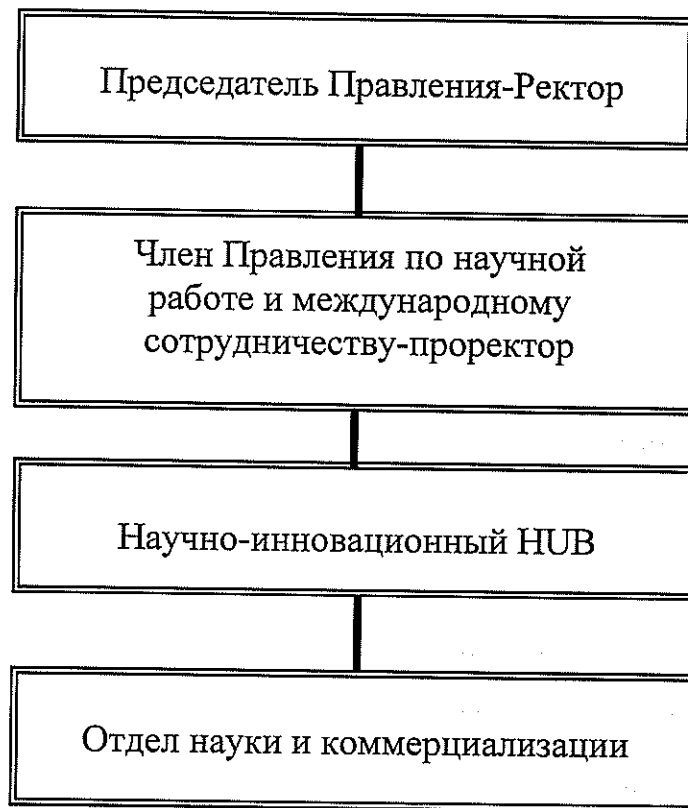 Председатель Правления-Ректор
Член Правления по научной
работе и международному
сотрудничеству-проректор
Научно-инновационный HUB
Отдел науки и коммерциализации